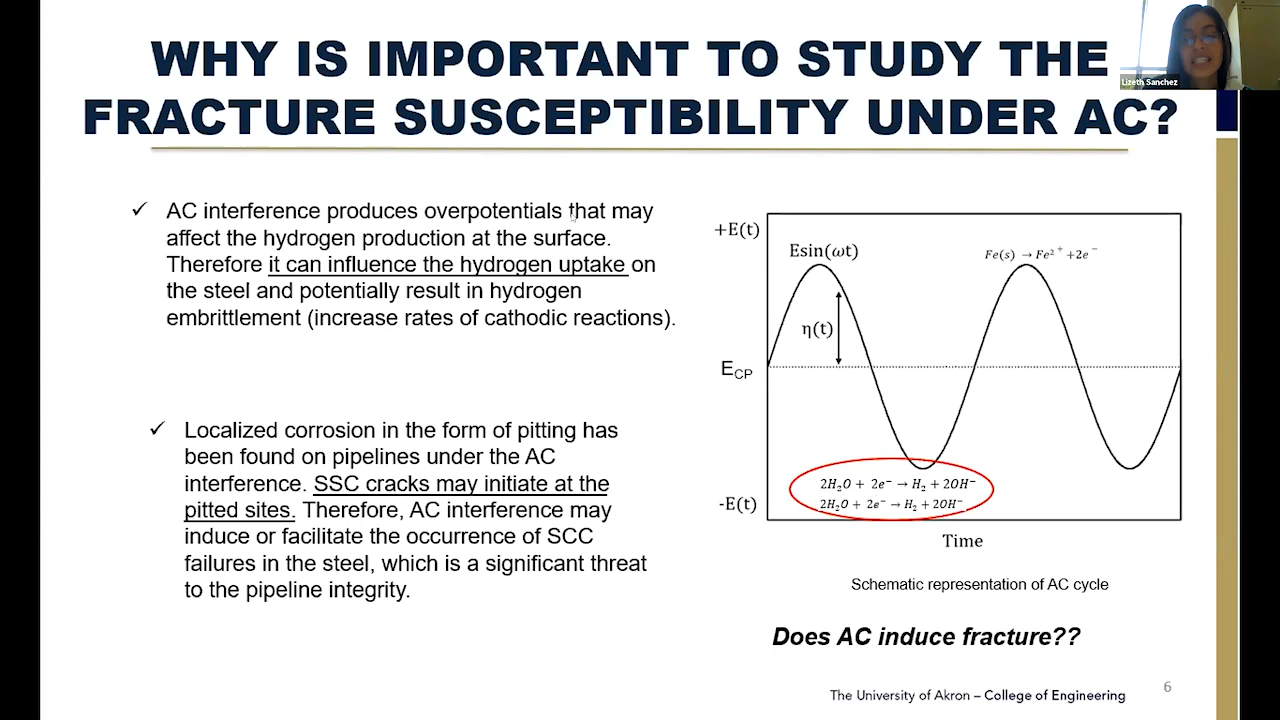 WHY IS IMPORTANT TO STUDY THE
FRACTURE SUSCEPTIBILITY UNDER AC?
Lizeth Sanchez
✓ AC interference produces overpotentials that may
affect the hydrogen production at the surface.
Therefore it can influence the hydrogen uptake on
the steel and potentially result in hydrogen
embrittlement (increase rates of cathodic reactions).
✓ Localized corrosion in the form of pitting has
been found on pipelines under the AC
interference. SSC cracks may initiate at the
pitted sites. Therefore, AC interference may
induce or facilitate the occurrence of SCC
failures in the steel, which is a significant threat
to the pipeline integrity.
+E(t)
Esin(ωt)
Fe(s) → Fe²⁺ +2e⁻
η(t)
E_CP
2H₂O + 2e⁻ → H₂ + 2OH⁻
2H₂O + 2e⁻ → H₂ + 2OH⁻
-E(t)
Time
Schematic representation of AC cycle
Does AC induce fracture??
The University of Akron – College of Engineering
6